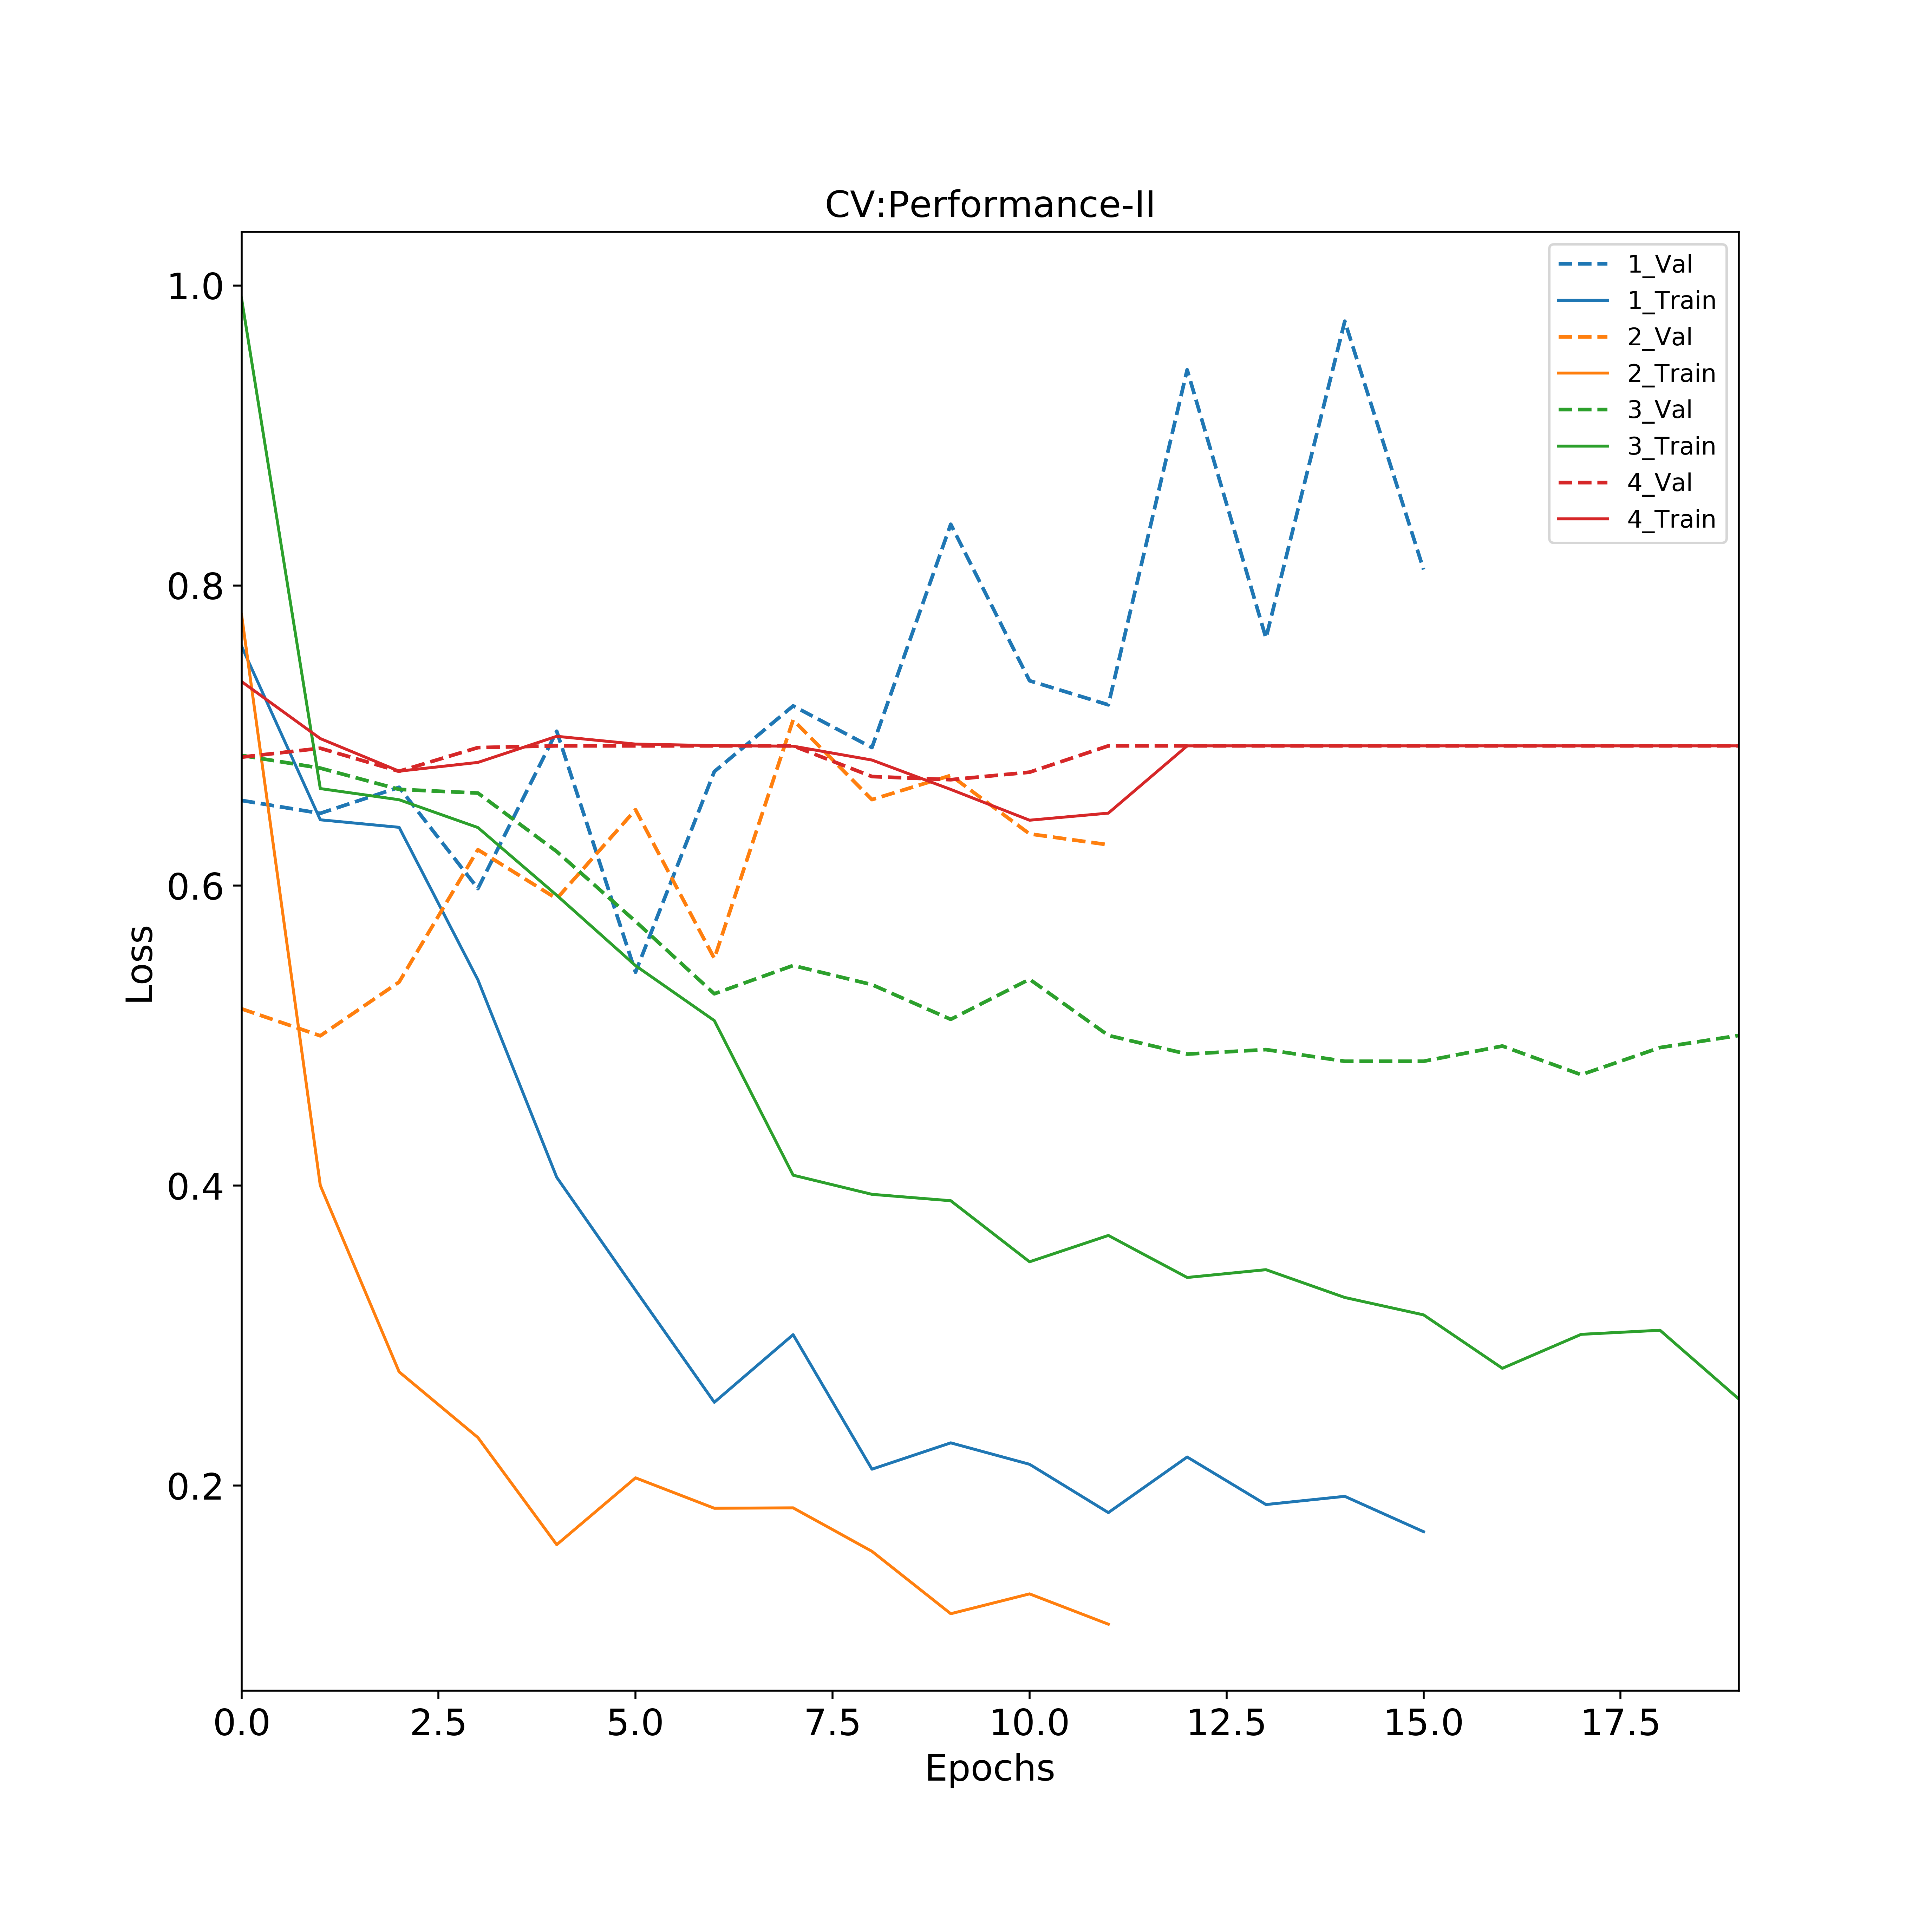 CV:Performance-II
1_Val
1_Train
2_Val
2_Train
3_Val
3_Train
4_Val
4_Train
1.0
0.8
0.6
0.4
0.2
Loss
0.0 2.5 5.0 7.5 10.0 12.5 15.0 17.5
Epochs